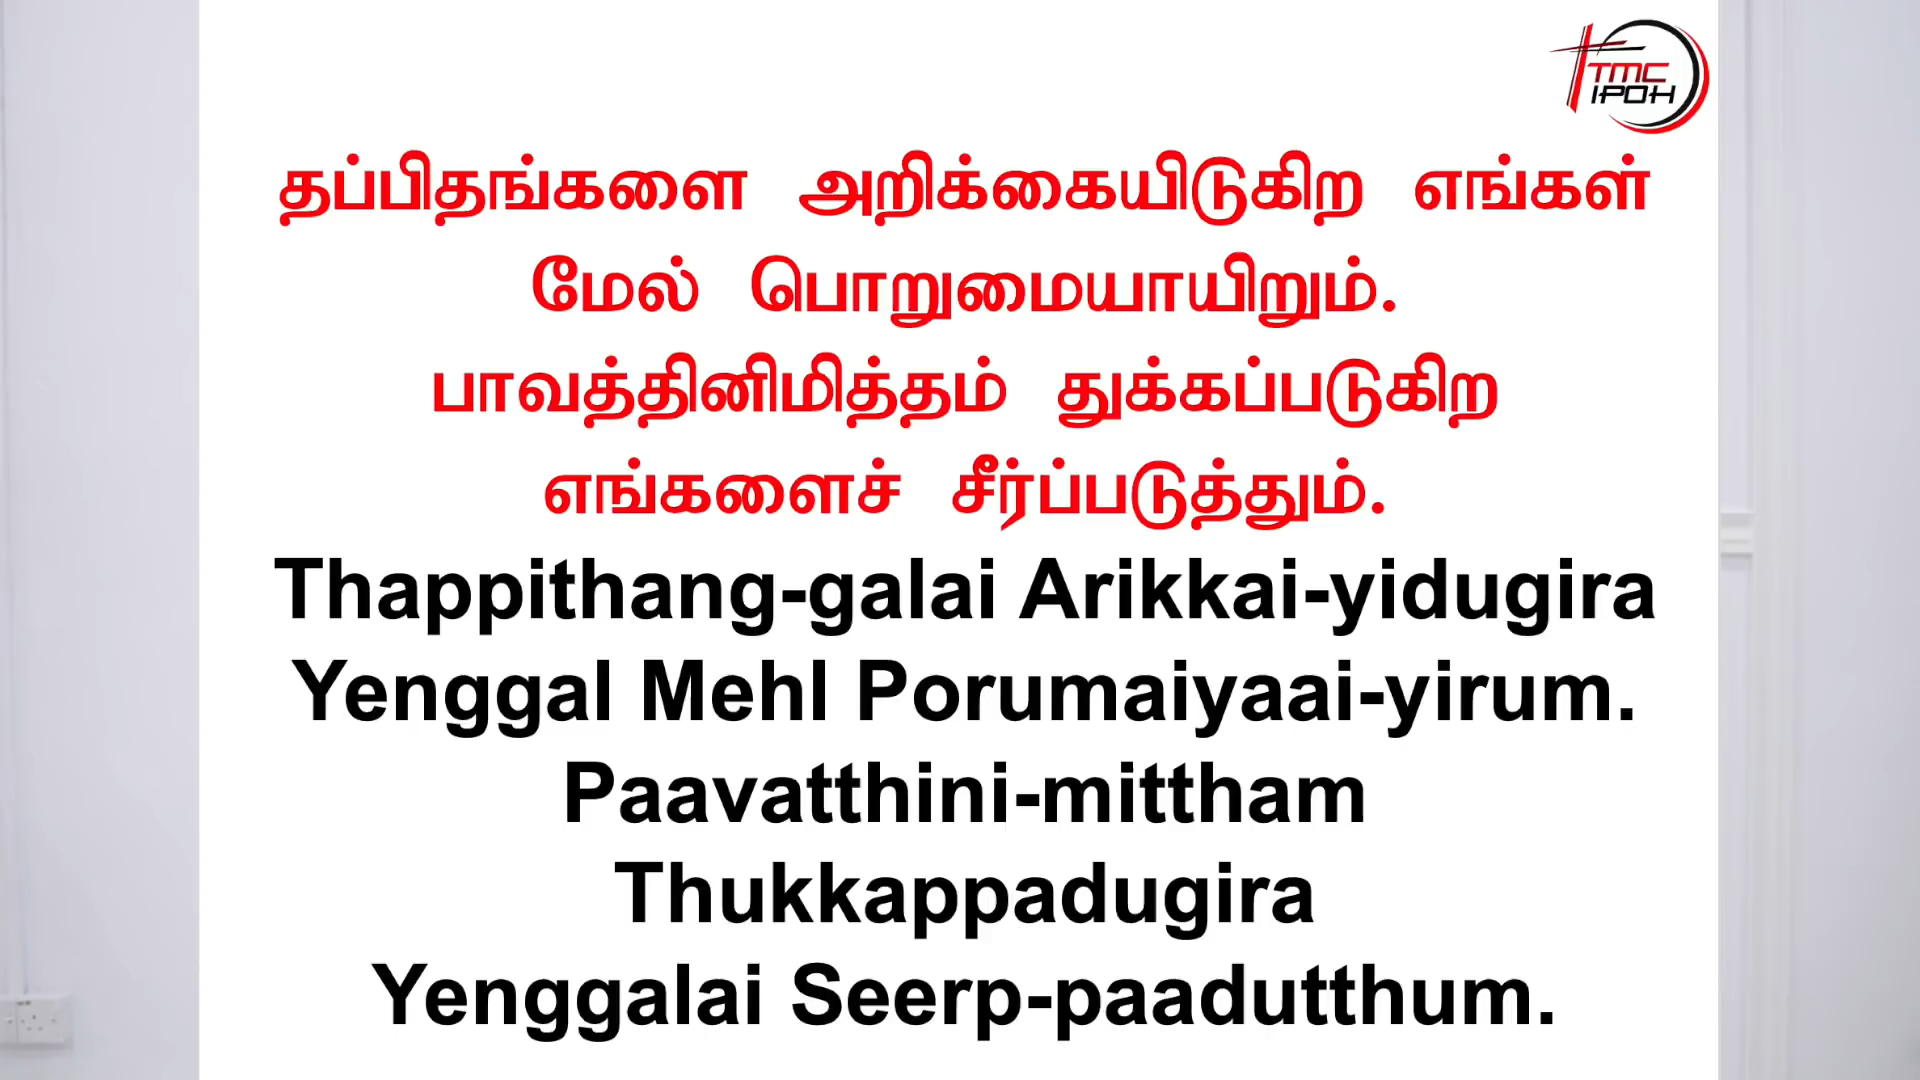 TMC
IPOH
தப்பிதங்களை அறிக்கையிடுகிற எங்கள்
மேல் பொறுமையாயிறும்.
பாவத்தினிமித்தம் துக்கப்படுகிற
எங்களைச் சீர்ப்படுத்தும்.
Thappithang-galai Arikkai-yidugira
Yenggal Mehl Porumaiyaai-yirum.
Paavatthini-mittham
Thukkappadugira
Yenggalai Seerp-paadutthum.